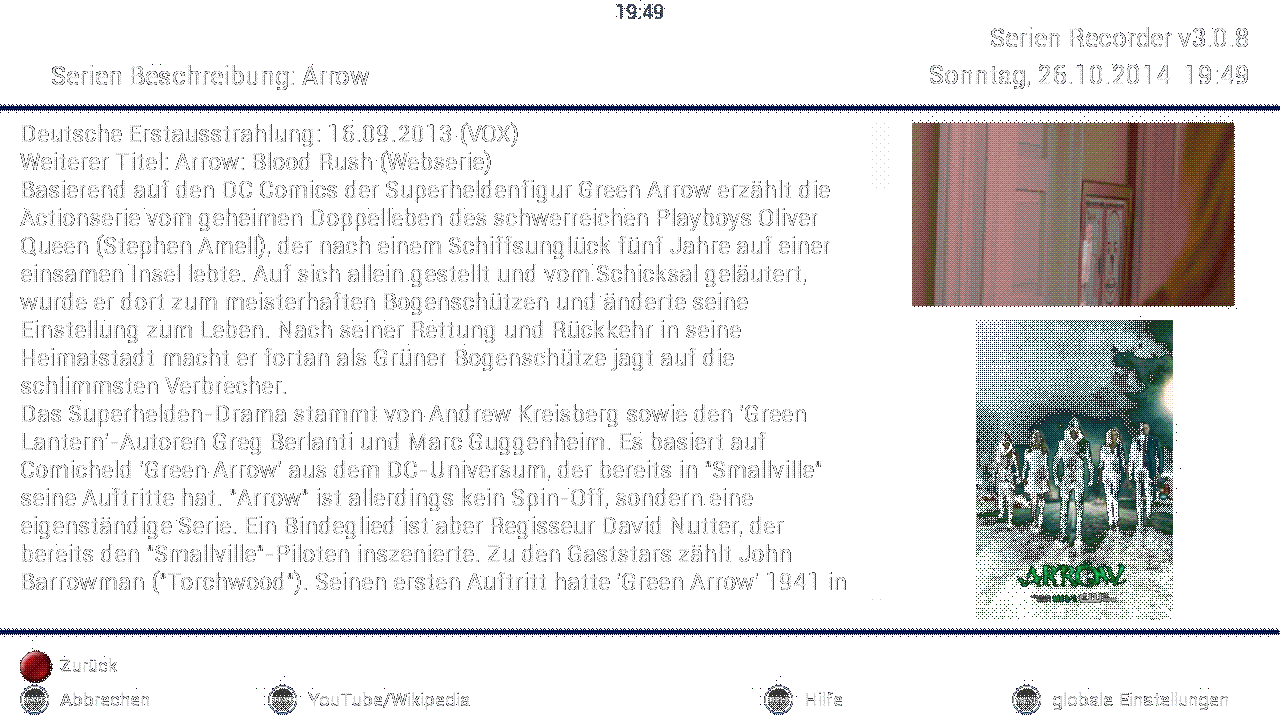 19:49
Serien Recorder v3.0.8
Serien Beschreibung: Arrow
Sonntag, 26.10.2014 19:49
Deutsche Erstausstrahlung: 16.09.2013 (VOX)
Weiterer Titel: Arrow: Blood Rush (Webserie)
Basierend auf den DC Comics der Superheldenfigur Green Arrow erzählt die
Actionserie vom geheimen Doppelleben des schwerreichen Playboys Oliver
Queen (Stephen Amell), der nach einem Schiffsunglück fünf Jahre auf einer
einsamen Insel lebte. Auf sich allein gestellt und vom Schicksal geläutert,
wurde er dort zum meisterhaften Bogenschützen und änderte seine
Einstellung zum Leben. Nach seiner Rettung und Rückkehr in seine
Heimatstadt macht er fortan als Grüner Bogenschütze jagt auf die
schlimmsten Verbrecher.
Das Superhelden-Drama stammt von Andrew Kreisberg sowie den 'Green
Lantern'-Autoren Greg Berlanti und Marc Guggenheim. Es basiert auf
Comicheld 'Green Arrow' aus dem DC-Universum, der bereits in "Smallville"
seine Auftritte hat. "Arrow" ist allerdings kein Spin-Off, sondern eine
eigenständige Serie. Ein Bindeglied ist aber Regisseur David Nutter, der
bereits den "Smallville"-Piloten inszenierte. Zu den Gaststars zählt John
Barrowman ("Torchwood"). Seinen ersten Auftritt hatte 'Green Arrow' 1941 in
ARROW
Zurück
Abbrechen
YouTube/Wikipedia
Hilfe
globale Einstellungen